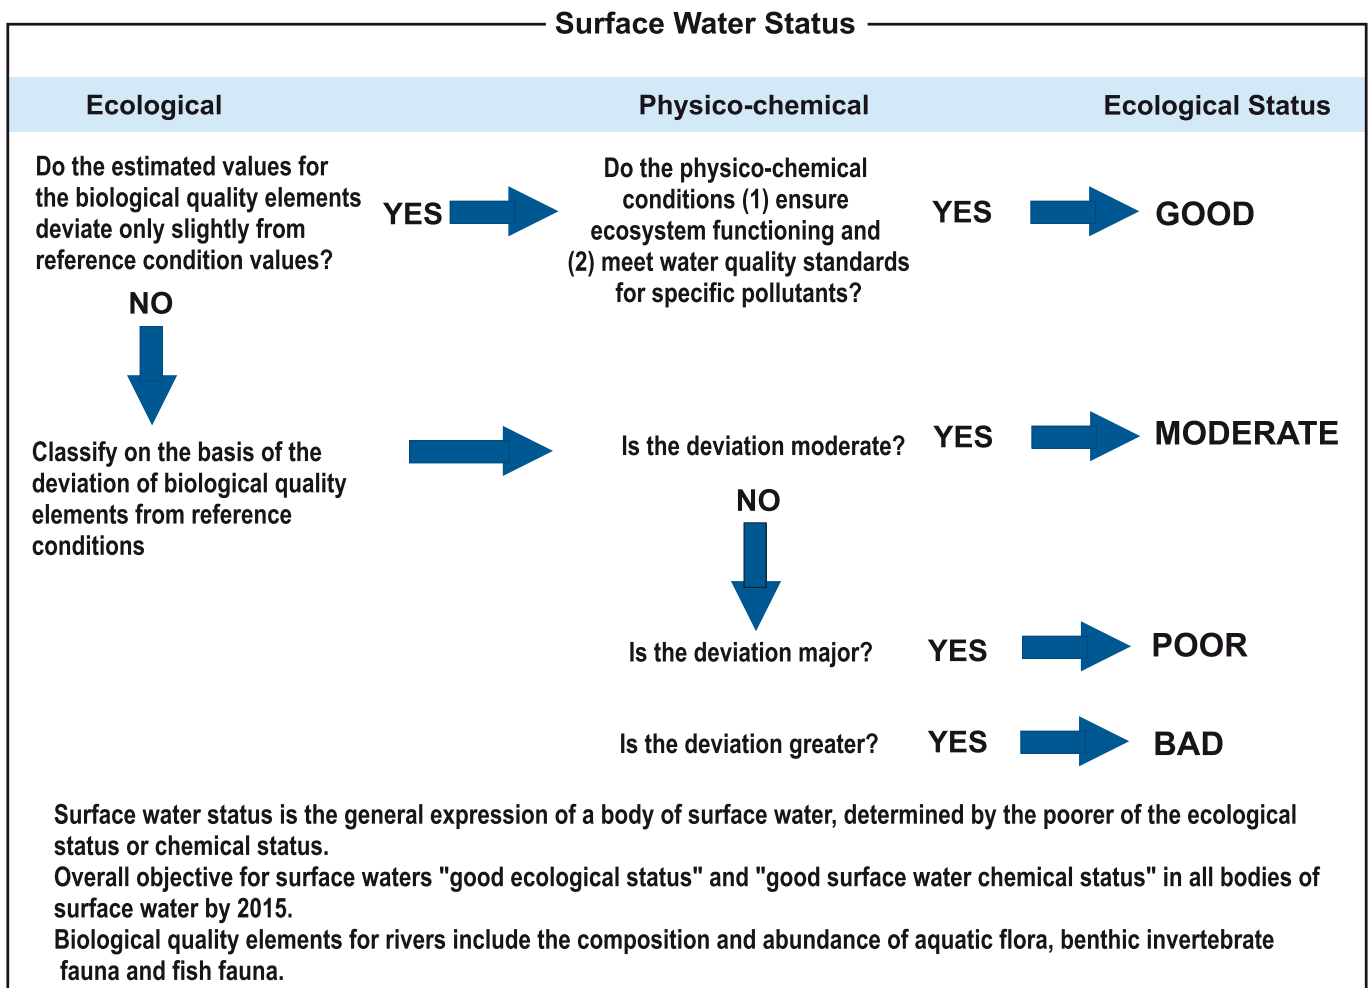 Surface Water Status
Ecological
Physico-chemical
Ecological Status
Do the estimated values for
the biological quality elements
deviate only slightly from
reference condition values?
YES
Do the physico-chemical
conditions (1) ensure
ecosystem functioning and
(2) meet water quality standards
for specific pollutants?
YES
GOOD
NO
Classify on the basis of the
deviation of biological quality
elements from reference
conditions
Is the deviation moderate?
YES
MODERATE
NO
Is the deviation major?
YES
POOR
Is the deviation greater?
YES
BAD
Surface water status is the general expression of a body of surface water, determined by the poorer of the ecological
status or chemical status.
Overall objective for surface waters "good ecological status" and "good surface water chemical status" in all bodies of
surface water by 2015.
Biological quality elements for rivers include the composition and abundance of aquatic flora, benthic invertebrate
fauna and fish fauna.